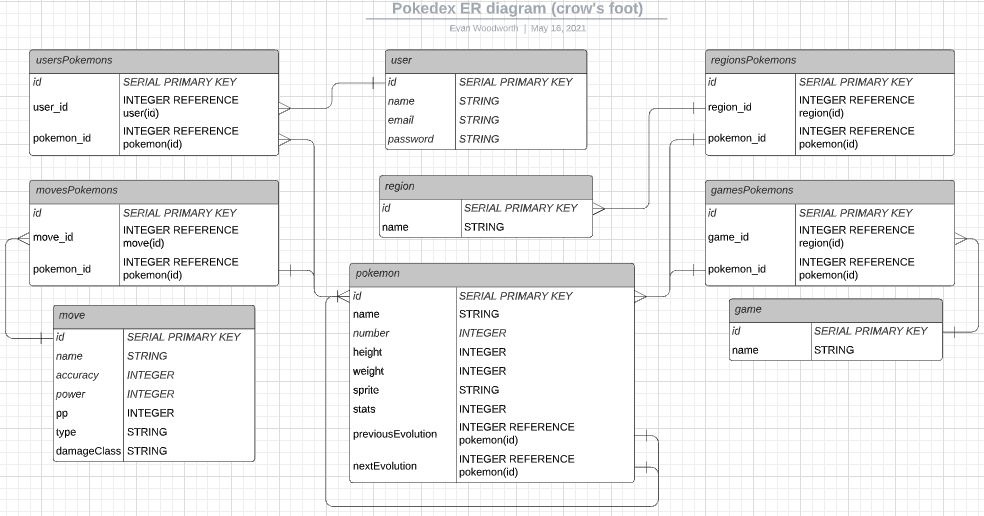 Pokedex ER diagram (crow's foot)
Evan Woodworth | May 16, 2021
usersPokemons
id SERIAL PRIMARY KEY
user_id INTEGER REFERENCE
user(id)
pokemon_id INTEGER REFERENCE
pokemon(id)
user
id SERIAL PRIMARY KEY
name STRING
email STRING
password STRING
regionsPokemons
id SERIAL PRIMARY KEY
region_id INTEGER REFERENCE
region(id)
pokemon_id INTEGER REFERENCE
pokemon(id)
movesPokemons
id SERIAL PRIMARY KEY
move_id INTEGER REFERENCE
move(id)
pokemon_id INTEGER REFERENCE
pokemon(id)
region
id SERIAL PRIMARY KEY
name STRING
gamesPokemons
id SERIAL PRIMARY KEY
game_id INTEGER REFERENCE
region(id)
pokemon_id INTEGER REFERENCE
pokemon(id)
move
id SERIAL PRIMARY KEY
name STRING
accuracy INTEGER
power INTEGER
pp INTEGER
type STRING
damageClass STRING
pokemon
id SERIAL PRIMARY KEY
name STRING
number INTEGER
height INTEGER
weight INTEGER
sprite STRING
stats INTEGER
previousEvolution INTEGER REFERENCE
pokemon(id)
nextEvolution INTEGER REFERENCE
pokemon(id)
game
id SERIAL PRIMARY KEY
name STRING